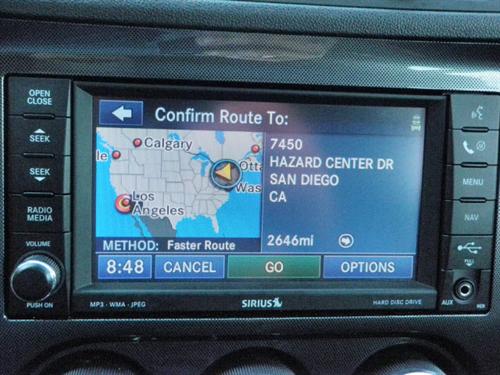 OPEN
CLOSE
SEEK
SEEK
RADIO
MEDIA
VOLUME
PUSH ON
Confirm Route To:
Calgary
le
Otta
Was
Los
Angeles
7450
HAZARD CENTER DR
SAN DIEGO
CA
2646mi
METHOD: Faster Route
8:48
CANCEL
GO
OPTIONS
MP3 · WMA · JPEG
SIRIUS
HARD DISC DRIVE
MENU
NAV
AUX